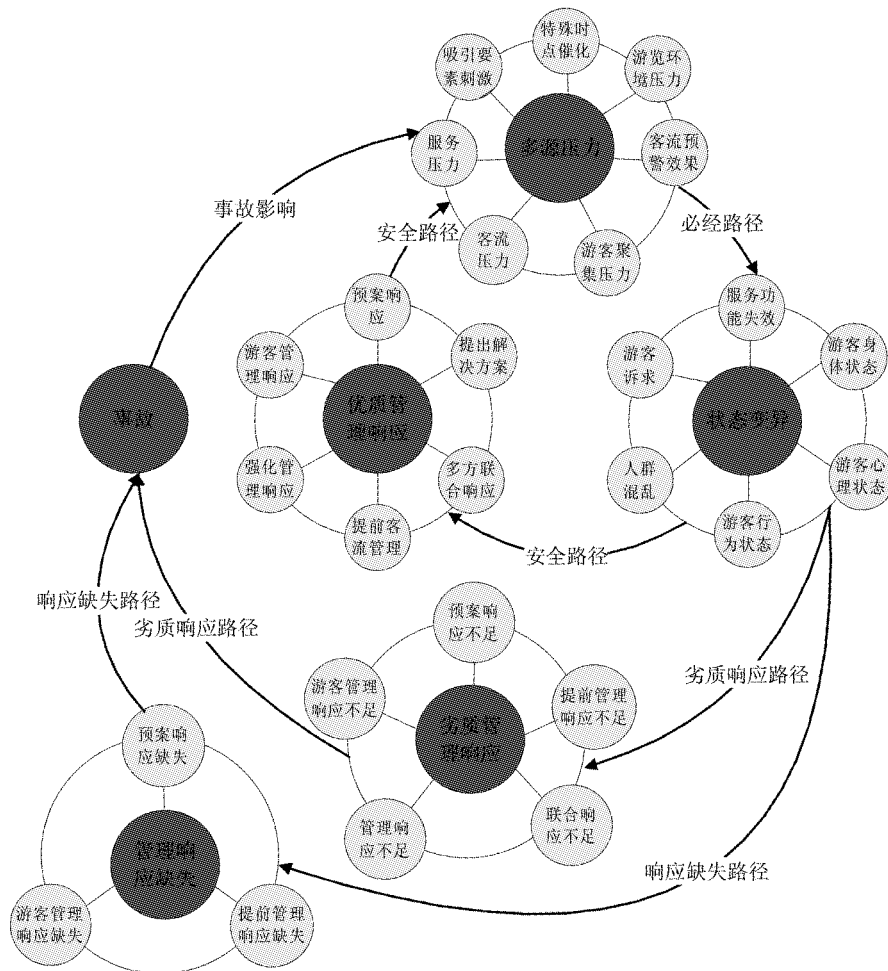 特殊时
点催化
吸引要
素刺激
游览环
境压力
多源压力
服务
压力
客流预
警效果
客流
压力
游客聚
集压力
事故影响
安全路径
必经路径
预案响
应
游客管
理响应
提出解
决方案
优质管
理响应
强化管
理响应
多方联
合响应
提前客
流管理
服务功
能失效
游客
诉求
游客身
体状态
状态变异
人群
混乱
游客心
理状态
游客行
为状态
事故
安全路径
响应缺失路径
劣质响应路径
预案响
应不足
游客管理
响应不足
提前管理
响应不足
劣质管
理响应
管理响
应不足
联合响
应不足
劣质响应路径
预案响
应缺失
管理响
应缺失
游客管理
响应缺失
提前管理
响应缺失
响应缺失路径